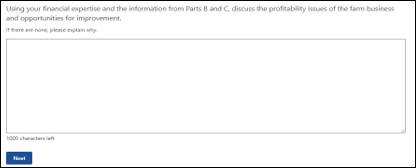 Using your financial expertise and the information from Parts B and C, discuss the profitability issues of the farm business
and opportunities for improvement.
If there are none, please explain why.
1000 characters left
Next